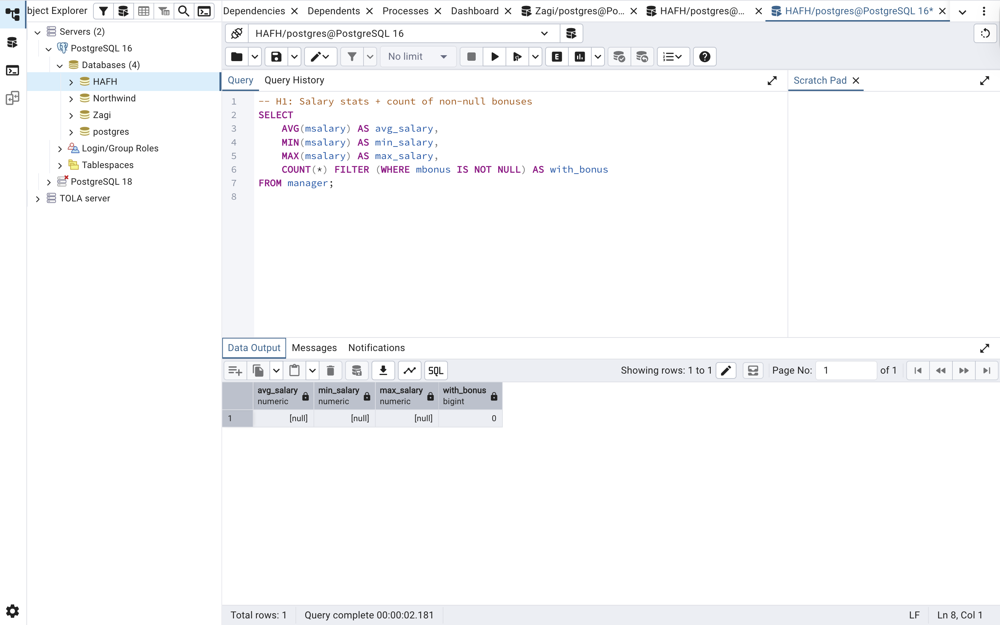 bject Explorer
Servers (2)
PostgreSQL 16
Databases (4)
HAFH
Northwind
Zagi
postgres
Login/Group Roles
Tablespaces
PostgreSQL 18
TOLA server
Dependencies Dependents Processes Dashboard Zagi/postgres@Po... HAFH/postgres@... HAFH/postgres@PostgreSQL 16*
HAFH/postgres@PostgreSQL 16
No limit E
Query Query History
Scratch Pad
1 -- H1: Salary stats + count of non-null bonuses
2 SELECT
3 AVG(msalary) AS avg_salary,
4 MIN(msalary) AS min_salary,
5 MAX(msalary) AS max_salary,
6 COUNT(*) FILTER (WHERE mbonus IS NOT NULL) AS with_bonus
7 FROM manager;
8
Data Output Messages Notifications
SQL Showing rows: 1 to 1 Page No: 1 of 1
avg_salary min_salary max_salary with_bonus
numeric numeric numeric bigint
1 [null] [null] [null] 0
Total rows: 1 Query complete 00:00:02.181 LF Ln 8, Col 1